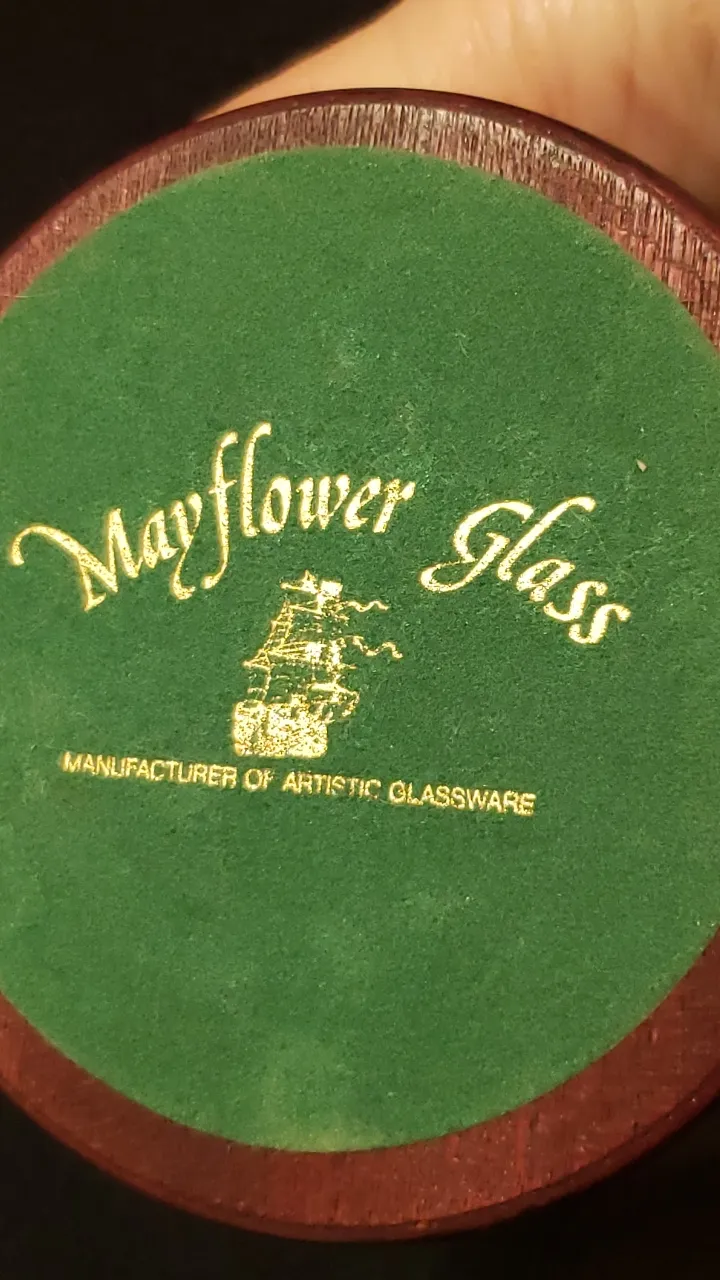 Mayflower Glass
MANUFACTURER OF ARTISTIC GLASSWARE